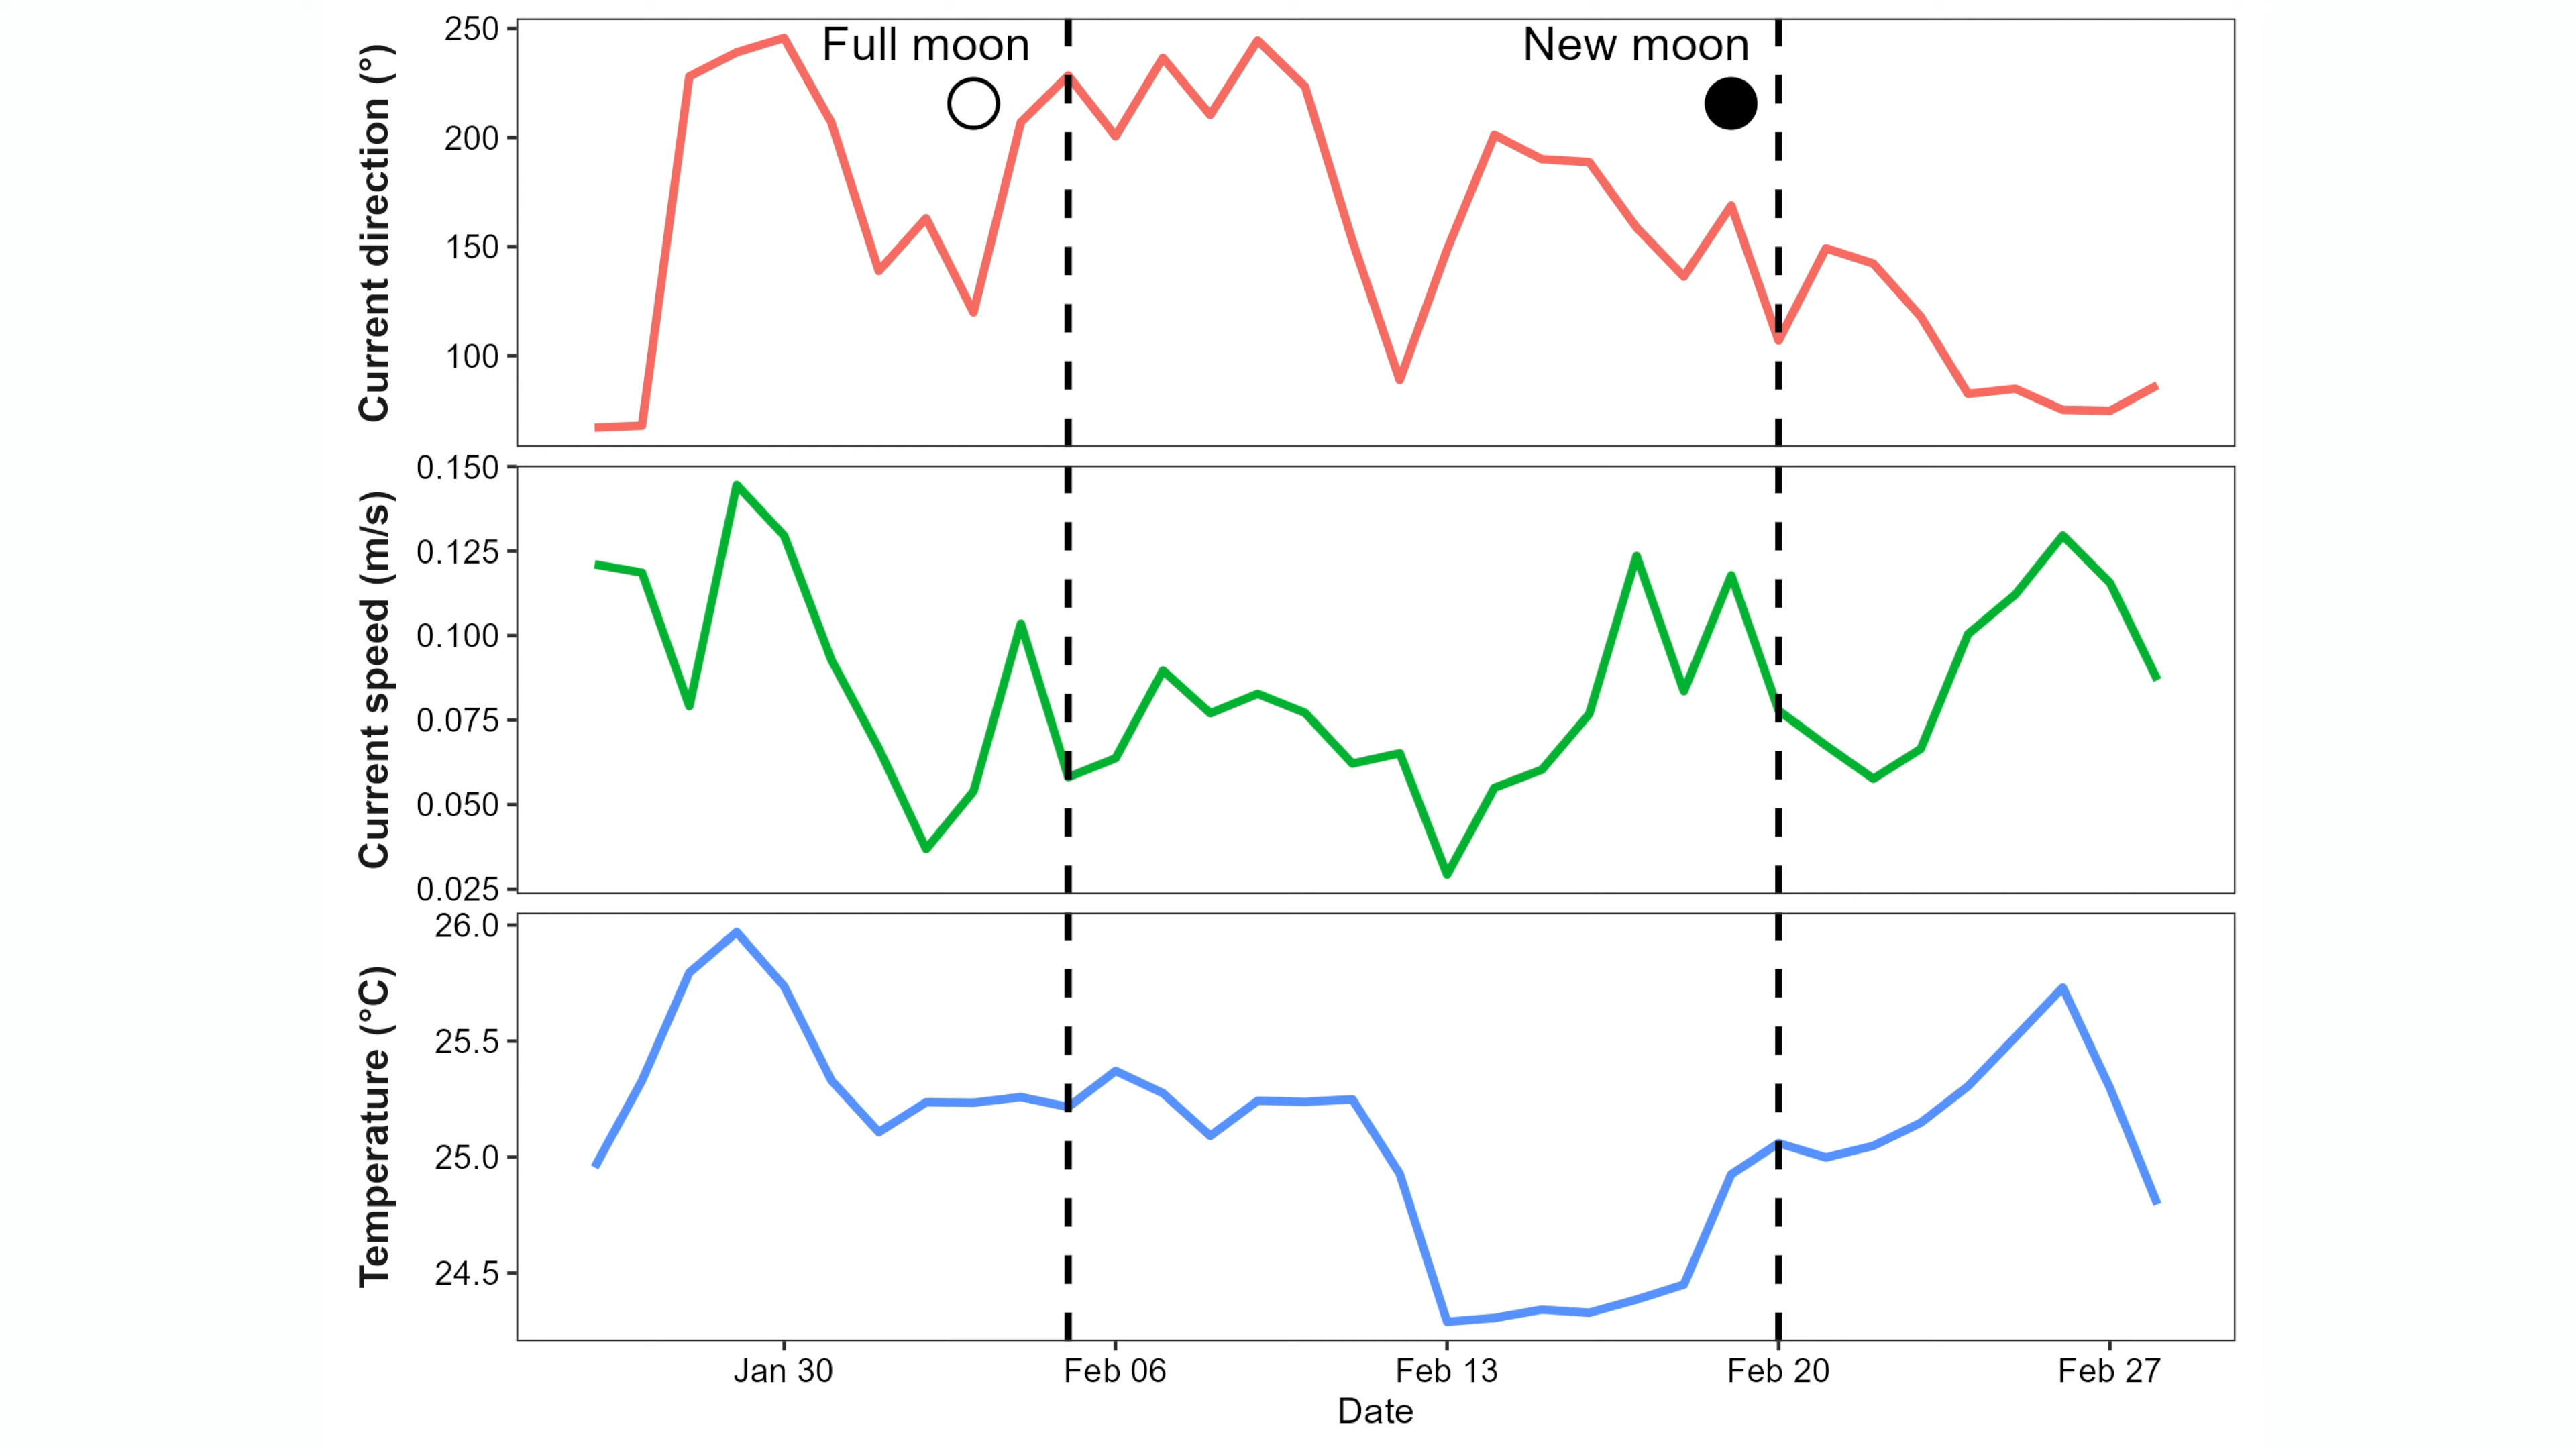 Current direction (°)
250
200
150
100
Full moon
New moon
Current speed (m/s)
0.150
0.125
0.100
0.075
0.050
0.025
Temperature (°C)
26.0
25.5
25.0
24.5
Jan 30
Feb 06
Feb 13
Feb 20
Feb 27
Date